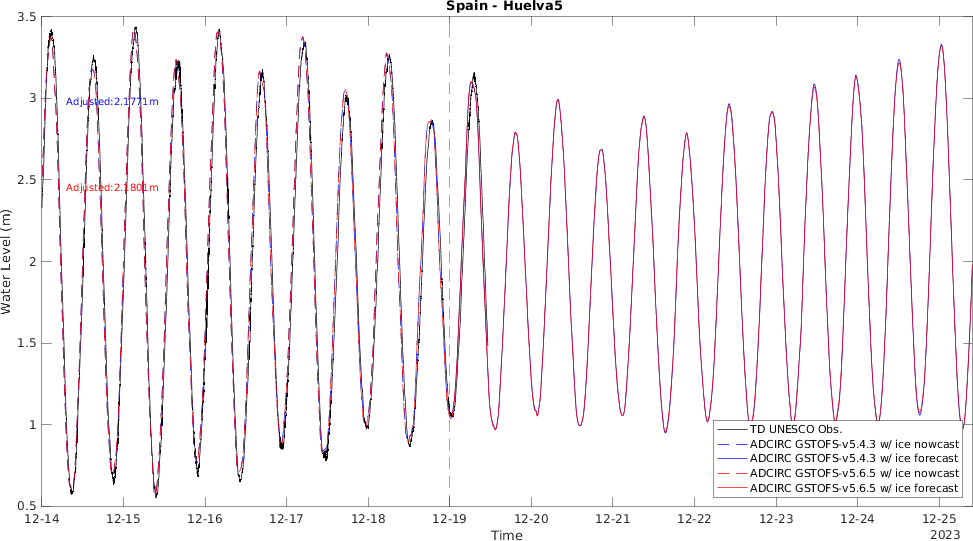 Spain - Huelva5
3.5
3
2.5
2
1.5
1
0.5
Water Level (m)
Adjusted:2.1771m
Adjusted:2.1801m
TD UNESCO Obs.
ADCIRC GSTOFS-v5.4.3 w/ ice nowcast
ADCIRC GSTOFS-v5.4.3 w/ ice forecast
ADCIRC GSTOFS-v5.6.5 w/ ice nowcast
ADCIRC GSTOFS-v5.6.5 w/ ice forecast
12-14 12-15 12-16 12-17 12-18 12-19 12-20 12-21 12-22 12-23 12-24 12-25
Time
2023